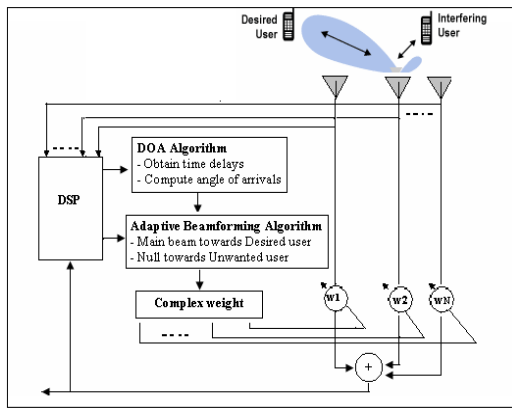 Desired
User
Interfering
User
DOA Algorithm
- Obtain time delays
- Compute angle of arrivals
DSP
Adaptive Beamforming Algorithm
- Main beam towards Desired user
- Null towards Unwanted user
Complex weight
w1
w2
wN
+